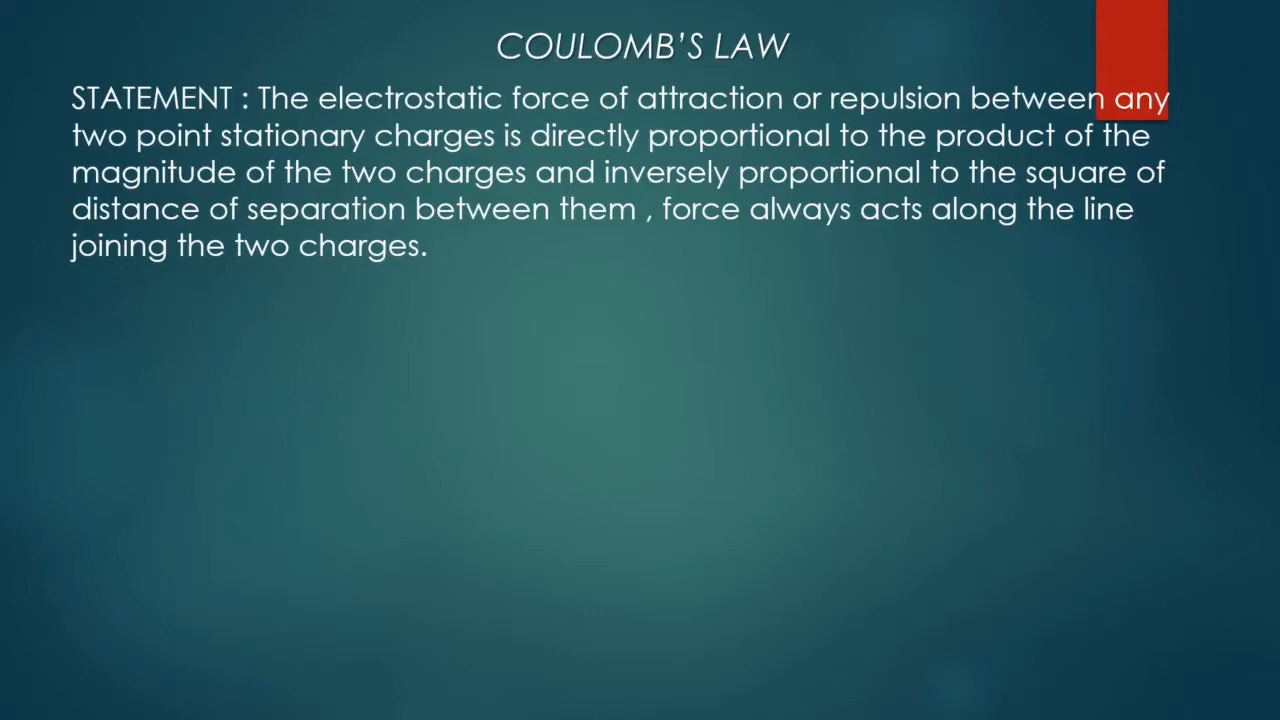 COULOMB’S LAW
STATEMENT : The electrostatic force of attraction or repulsion between any
two point stationary charges is directly proportional to the product of the
magnitude of the two charges and inversely proportional to the square of
distance of separation between them , force always acts along the line
joining the two charges.